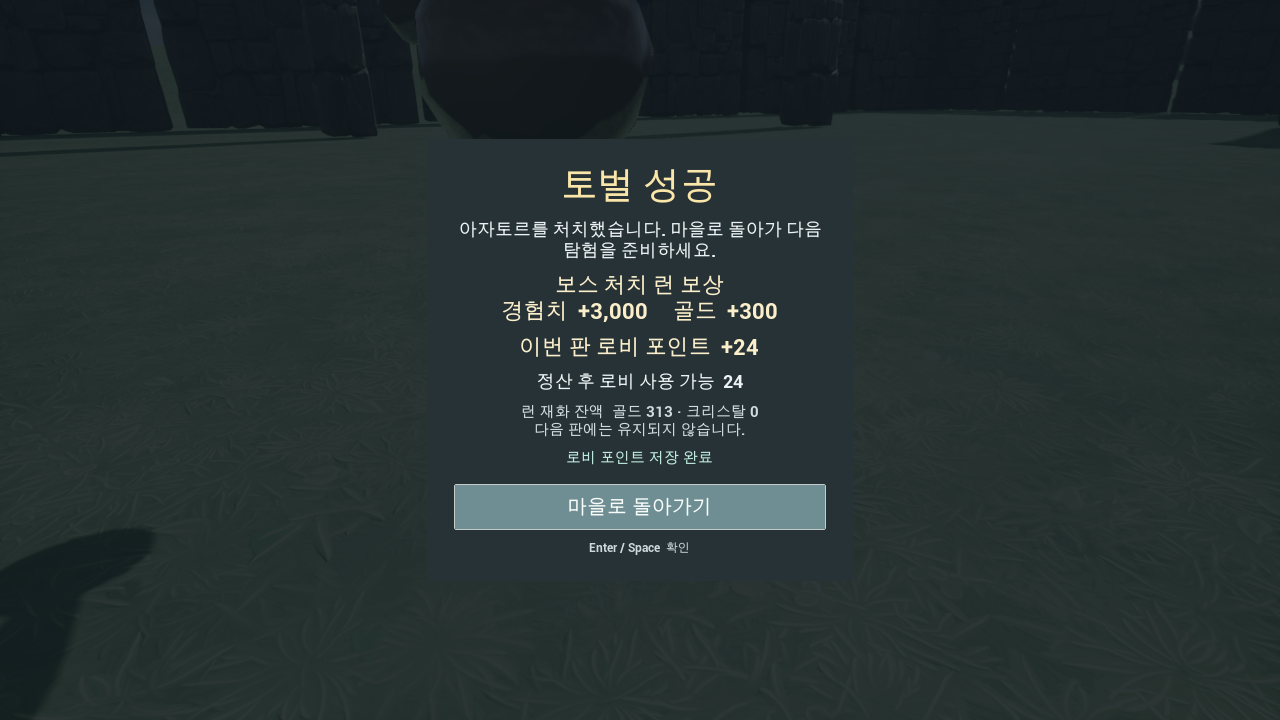 토벌 성공
아자토르를 처치했습니다. 마을로 돌아가 다음
탐험을 준비하세요.
보스 처치 런 보상
경험치 +3,000 골드 +300
이번 판 로비 포인트 +24
정산 후 로비 사용 가능 24
런 재화 잔액 골드 313 · 크리스탈 0
다음 판에는 유지되지 않습니다.
로비 포인트 저장 완료
마을로 돌아가기
Enter / Space 확인